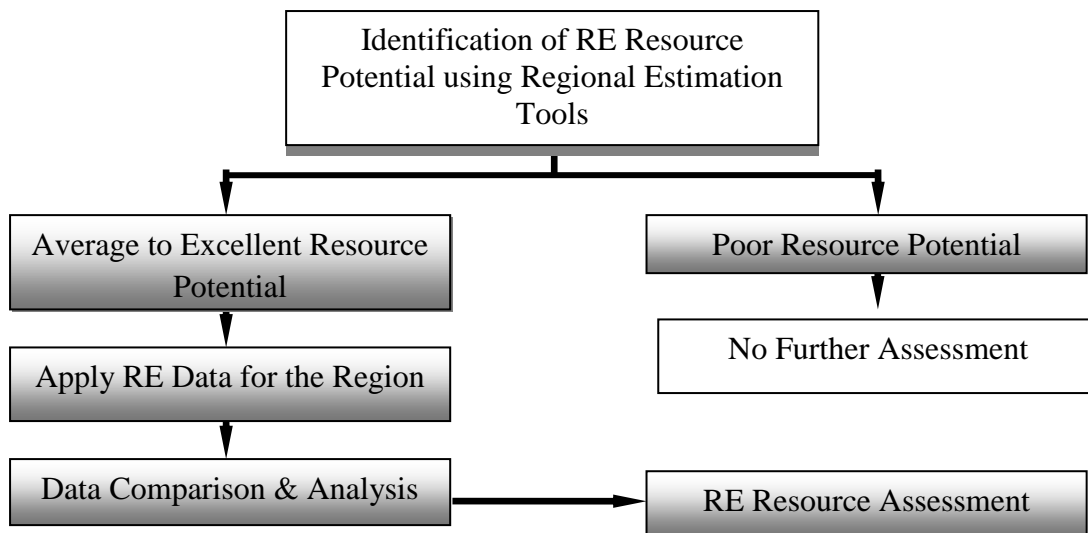 Identification of RE Resource
Potential using Regional Estimation
Tools
Average to Excellent Resource
Potential
Poor Resource Potential
No Further Assessment
Apply RE Data for the Region
Data Comparison & Analysis
RE Resource Assessment